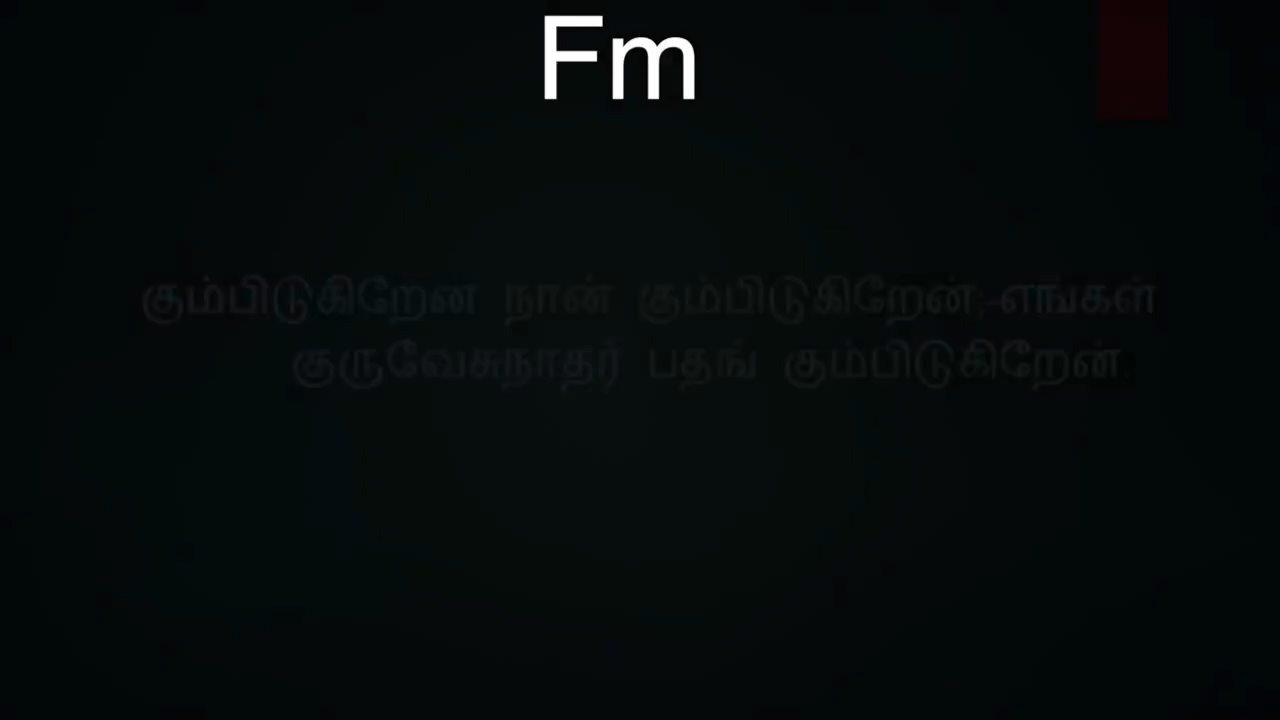 Fm
கும்பிடுகிறேன் நான் கும்பிடுகிறேன்;-எங்கள்
குருவேசுநாதர் பதங் கும்பிடுகிறேன்.